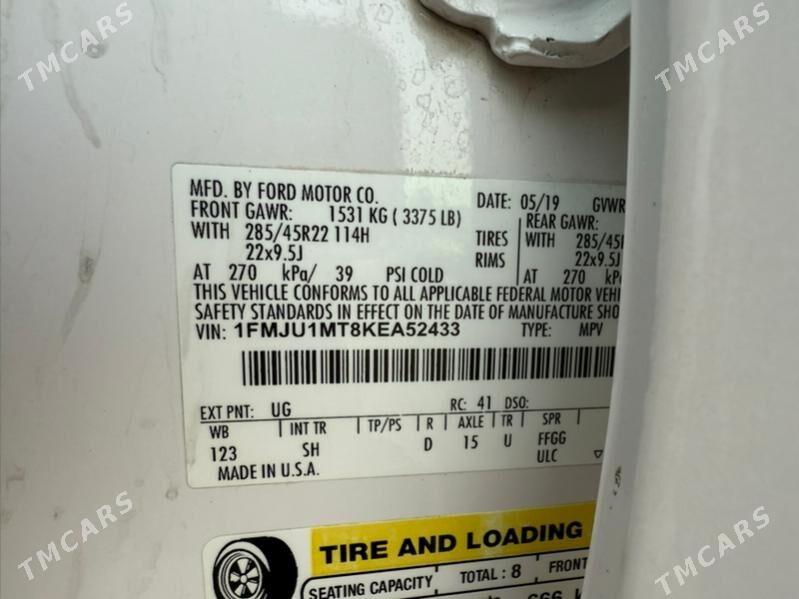 TMCARS
TMCARS
MFD. BY FORD MOTOR CO. DATE: 05/19 GVWR
FRONT GAWR: 1531 KG ( 3375 LB) REAR GAWR:
WITH 285/45R22 114H TIRES WITH 285/45
22x9.5J RIMS 22x9.5J
AT 270 kPa/ 39 PSI COLD AT 270
THIS VEHICLE CONFORMS TO ALL APPLICABLE FEDERAL MOTOR
SAFETY STANDARDS IN EFFECT ON THE DATE OF MANUFACTURE
VIN: 1FMJU1MT8KEA52433 TYPE: MPV
EXT PNT: UG RC: 41 DSO:
WB INT TR TP/PS R AXLE TR SPR
123 SH D 15 U FFGG
ULC
MADE IN U.S.A.
TIRE AND LOADING
SEATING CAPACITY TOTAL : 8 FRONT
TMCARS
TMCARS